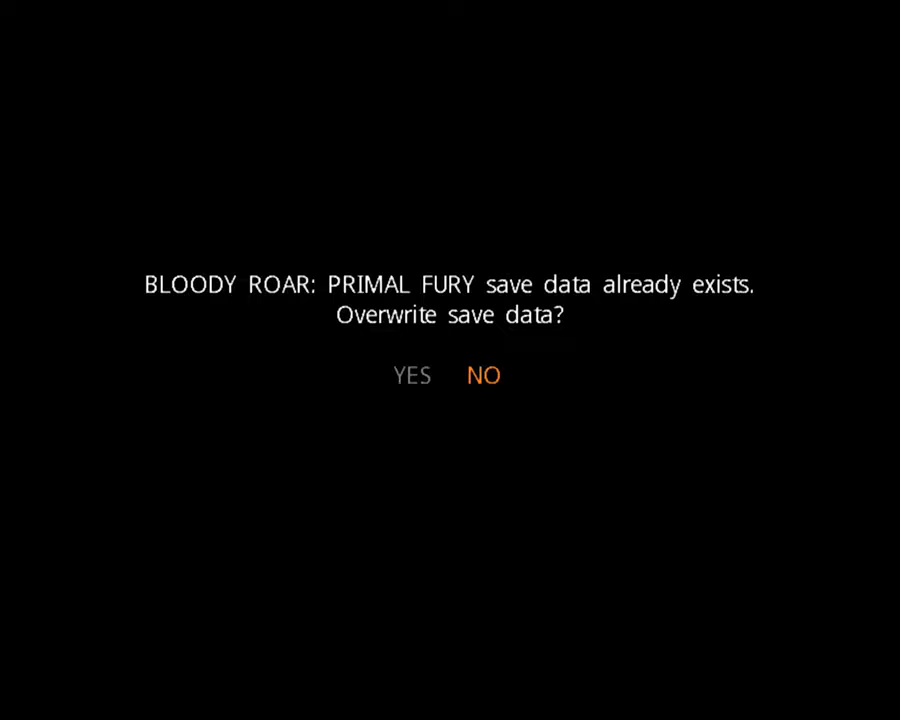 BLOODY ROAR: PRIMAL FURY save data already exists.
Overwrite save data?
YES NO